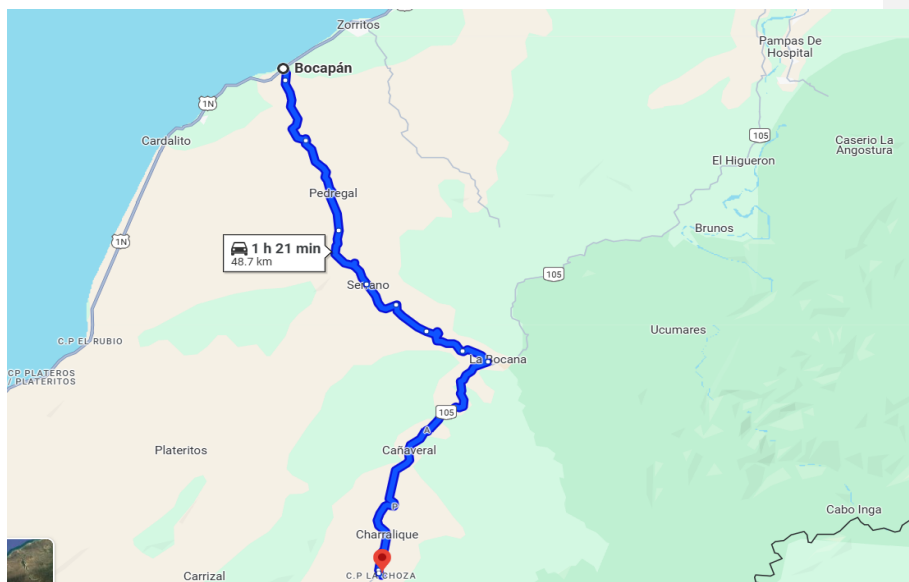 Zorritos
Pampas De
Hospital
Bocapán
1N
105
Cardalito
Caserio La
Angostura
El Higueron
Pedregal
Brunos
1N
1 h 21 min
48.7 km
105
Serrano
Ucumares
C.P EL RUBIO
La Bocana
CP PLATEROS
/ PLATERITOS
105
A
Plateritos
Cañaveral
P
Cabo Inga
Charralique
Carrizal
C.P LA CHOZA